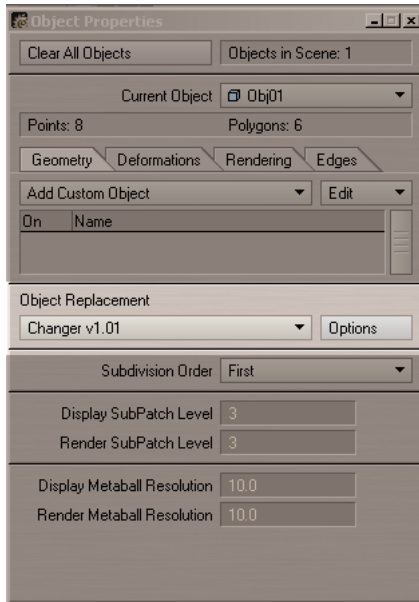 Object Properties
Clear All Objects Objects in Scene: 1
Current Object Obj01
Points: 8 Polygons: 6
Geometry Deformations Rendering Edges
Add Custom Object Edit
On Name
Object Replacement
Changer v1.01 Options
Subdivision Order First
Display SubPatch Level 3
Render SubPatch Level 3
Display Metaball Resolution 10.0
Render Metaball Resolution 10.0